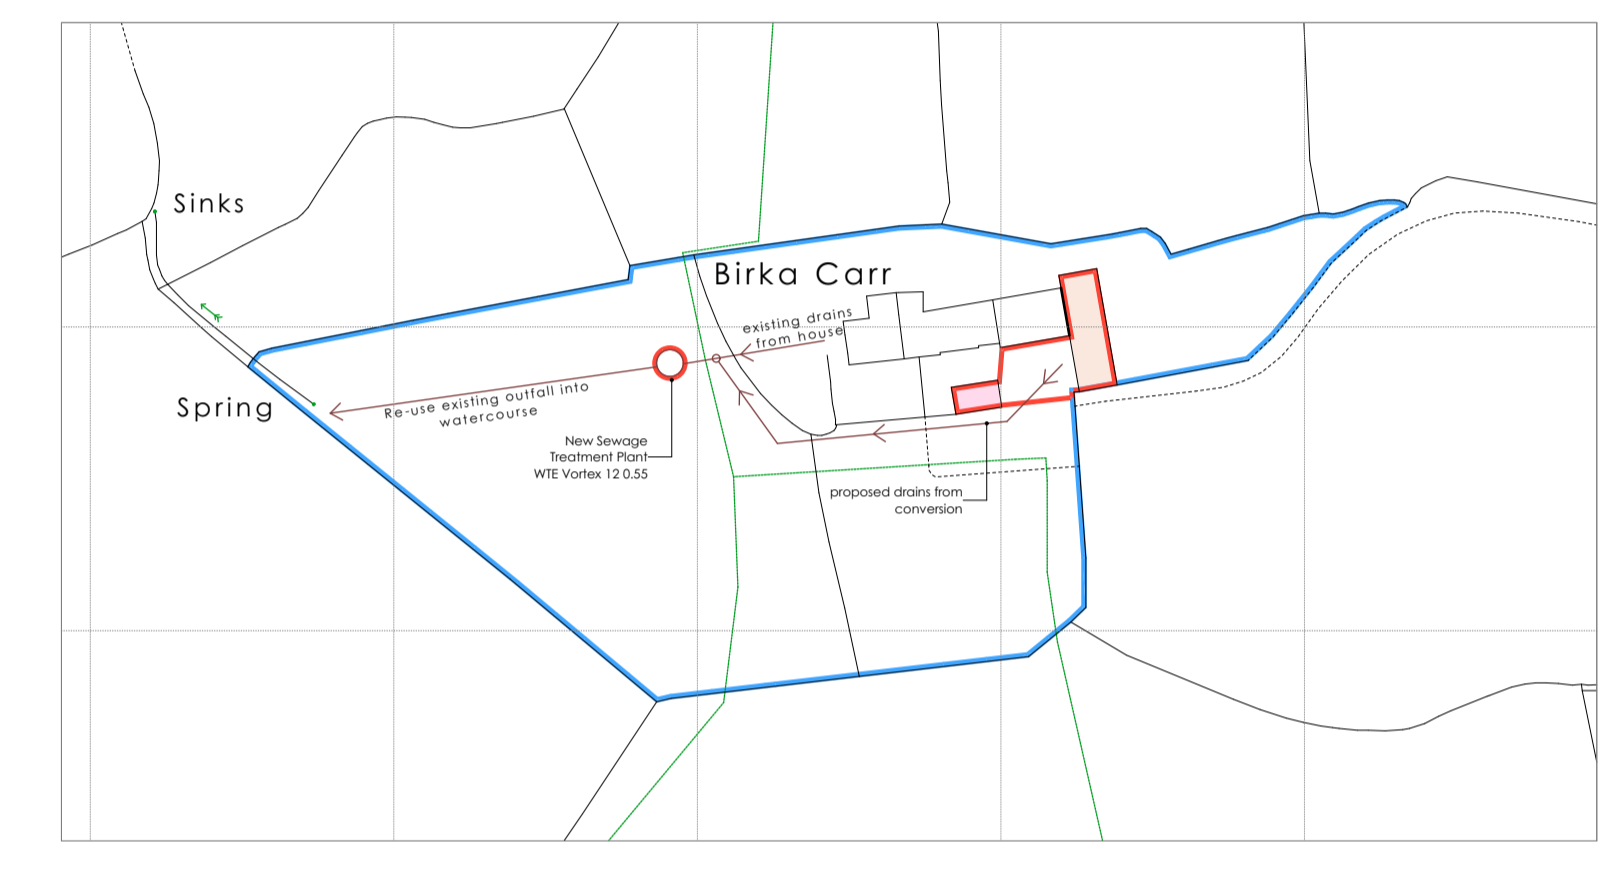 Sinks
Birka Carr
existing drains
from house
Re-use existing outfall into
watercourse
Spring
New Sewage
Treatment Plant
WTE Vortex 12 0.55
proposed drains from
conversion